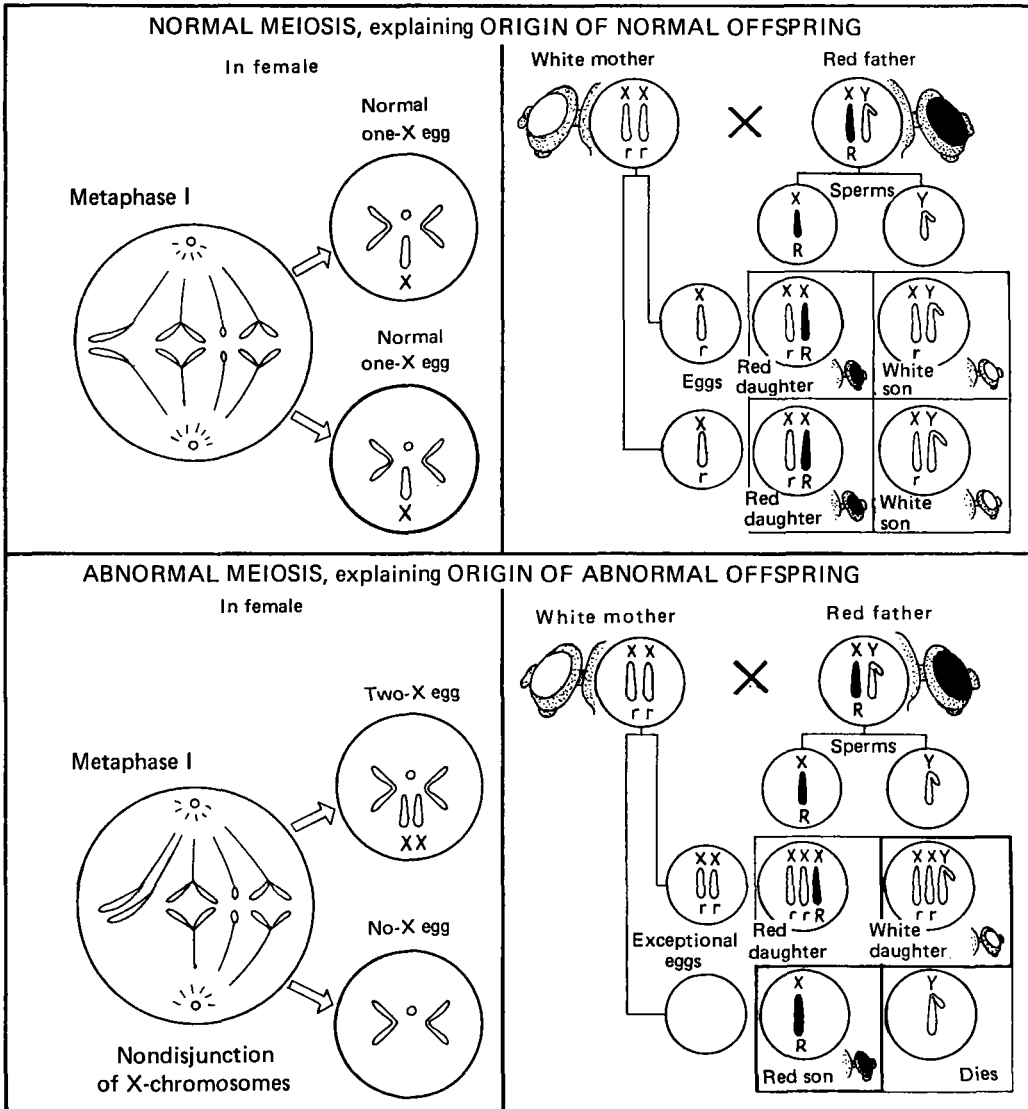 NORMAL MEIOSIS, explaining ORIGIN OF NORMAL OFFSPRING
In female
Normal
one-X egg
Metaphase I
X
Normal
one-X egg
X
White mother
Red father
X X
r r
X
X Y
R
Sperms
X
R
Y
X
r
Eggs
X X
r R
Red
daughter
X Y
r
White
son
X
r
X X
r R
Red
daughter
X Y
r
White
son
ABNORMAL MEIOSIS, explaining ORIGIN OF ABNORMAL OFFSPRING
In female
Two-X egg
Metaphase I
XX
No-X egg
Nondisjunction
of X-chromosomes
White mother
Red father
X X
r r
X
X Y
R
Sperms
X
R
Y
XX
r r
Exceptional
eggs
XXX
r r R
Red
daughter
XXY
r r
White
daughter
X
R
Red son
Y
Dies